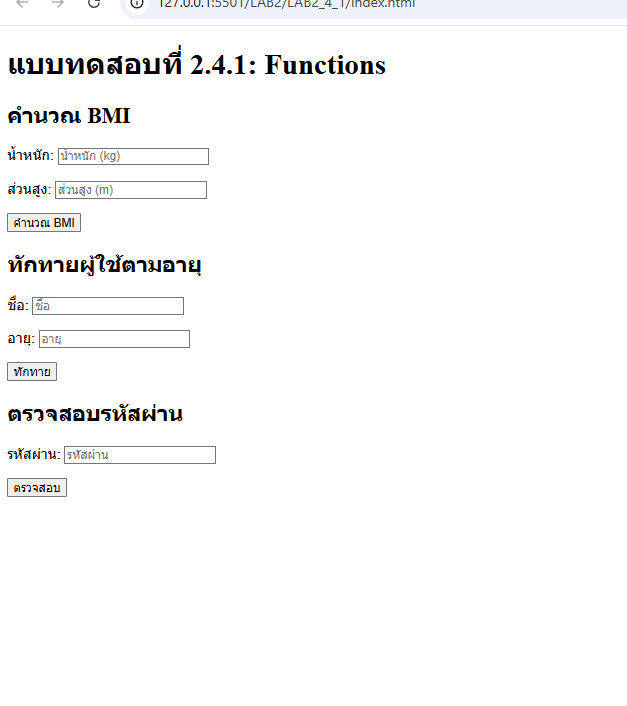 127.0.0.1:5501/LAB2/LAB2_4_1/index.html
แบบทดสอบที่ 2.4.1: Functions
คำนวณ BMI
น้ำหนัก: น้ำหนัก (kg)
ส่วนสูง: ส่วนสูง (m)
คำนวณ BMI
ทักทายผู้ใช้ตามอายุ
ชื่อ: ชื่อ
อายุ: อายุ
ทักทาย
ตรวจสอบรหัสผ่าน
รหัสผ่าน: รหัสผ่าน
ตรวจสอบ